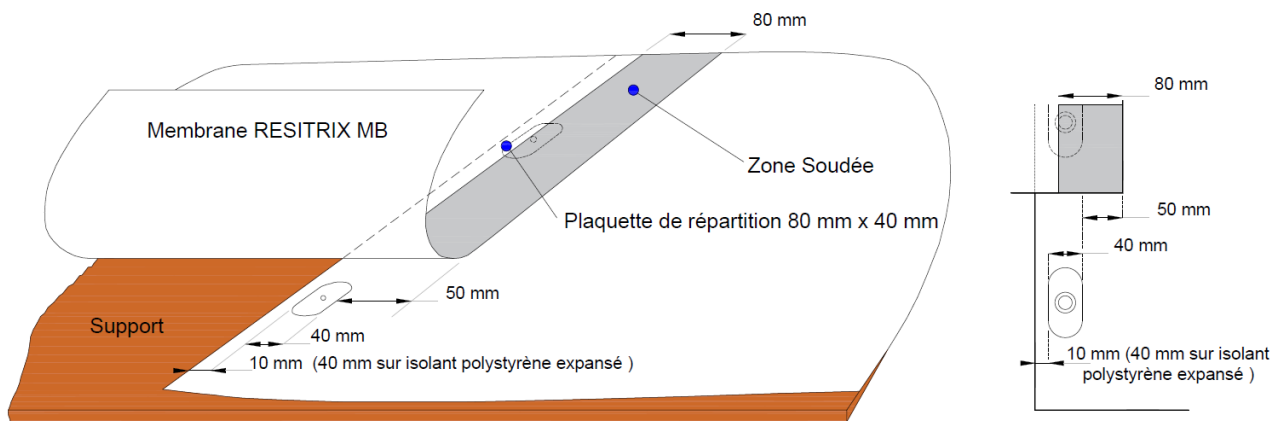 80 mm
Membrane RESITRIX MB
Zone Soudée
Plaquette de répartition 80 mm x 40 mm
50 mm
Support
40 mm
10 mm (40 mm sur isolant polystyrène expansé )
80 mm
50 mm
40 mm
10 mm (40 mm sur isolant
polystyrène expansé )